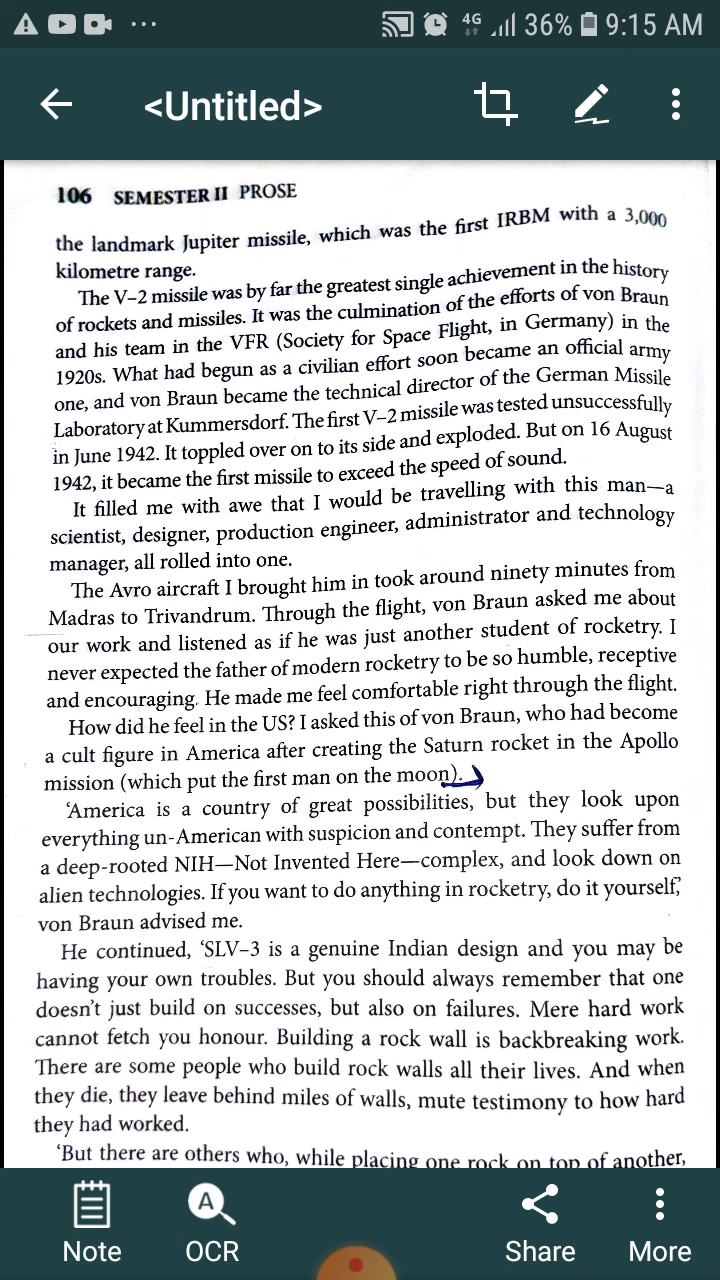 4G 36% 9:15 AM
<Untitled>
106 SEMESTER II PROSE
the landmark Jupiter missile, which was the first IRBM with a 3,000
kilometre range.
The V–2 missile was by far the greatest single achievement in the history
of rockets and missiles. It was the culmination of the efforts of von Braun
and his team in the VFR (Society for Space Flight, in Germany) in the
1920s. What had begun as a civilian effort soon became an official army
one, and von Braun became the technical director of the German Missile
Laboratory at Kummersdorf. The first V–2 missile was tested unsuccessfully
in June 1942. It toppled over on to its side and exploded. But on 16 August
1942, it became the first missile to exceed the speed of sound.
It filled me with awe that I would be travelling with this man—a
scientist, designer, production engineer, administrator and technology
manager, all rolled into one.
The Avro aircraft I brought him in took around ninety minutes from
Madras to Trivandrum. Through the flight, von Braun asked me about
our work and listened as if he was just another student of rocketry. I
never expected the father of modern rocketry to be so humble, receptive
and encouraging. He made me feel comfortable right through the flight.
How did he feel in the US? I asked this of von Braun, who had become
a cult figure in America after creating the Saturn rocket in the Apollo
mission (which put the first man on the moon).
‘America is a country of great possibilities, but they look upon
everything un-American with suspicion and contempt. They suffer from
a deep-rooted NIH—Not Invented Here—complex, and look down on
alien technologies. If you want to do anything in rocketry, do it yourself,’
von Braun advised me.
He continued, ‘SLV–3 is a genuine Indian design and you may be
having your own troubles. But you should always remember that one
doesn’t just build on successes, but also on failures. Mere hard work
cannot fetch you honour. Building a rock wall is backbreaking work.
There are some people who build rock walls all their lives. And when
they die, they leave behind miles of walls, mute testimony to how hard
they had worked.
‘But there are others who, while placing one rock on top of another,
A
Note OCR Share More